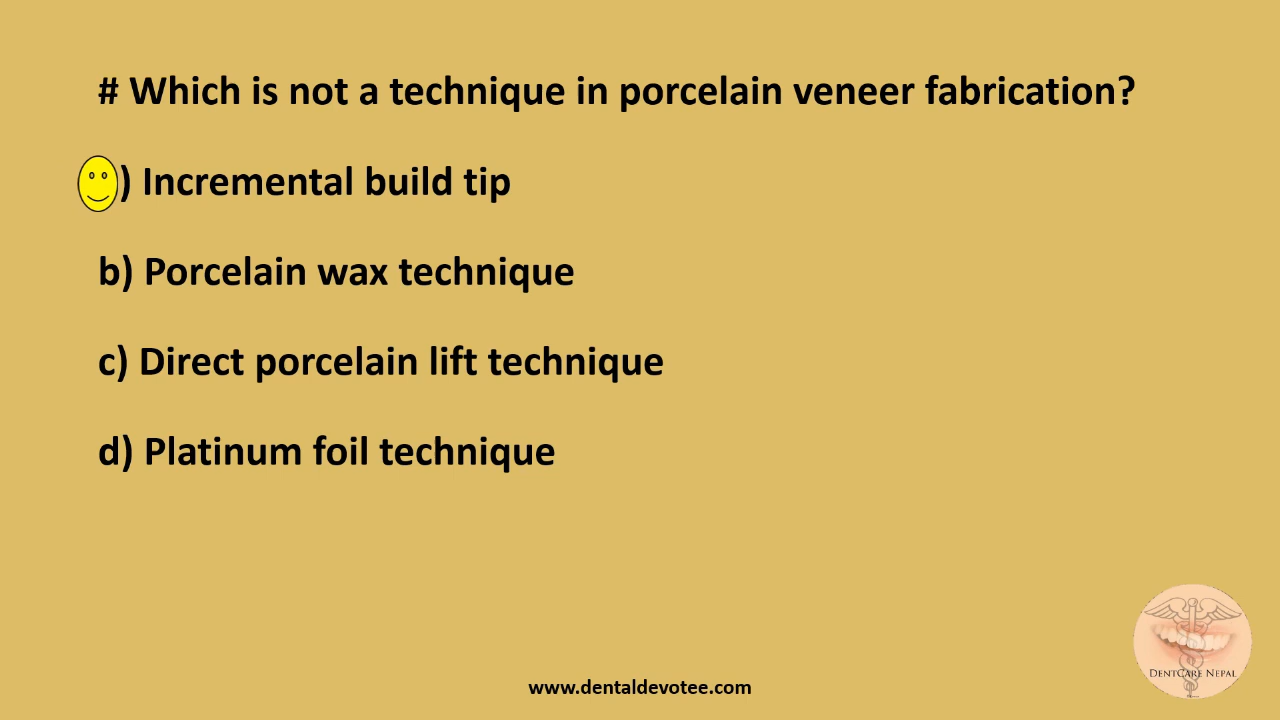 # Which is not a technique in porcelain veneer fabrication?
) Incremental build tip
b) Porcelain wax technique
c) Direct porcelain lift technique
d) Platinum foil technique
DENTCARE NEPAL
www.dentaldevotee.com